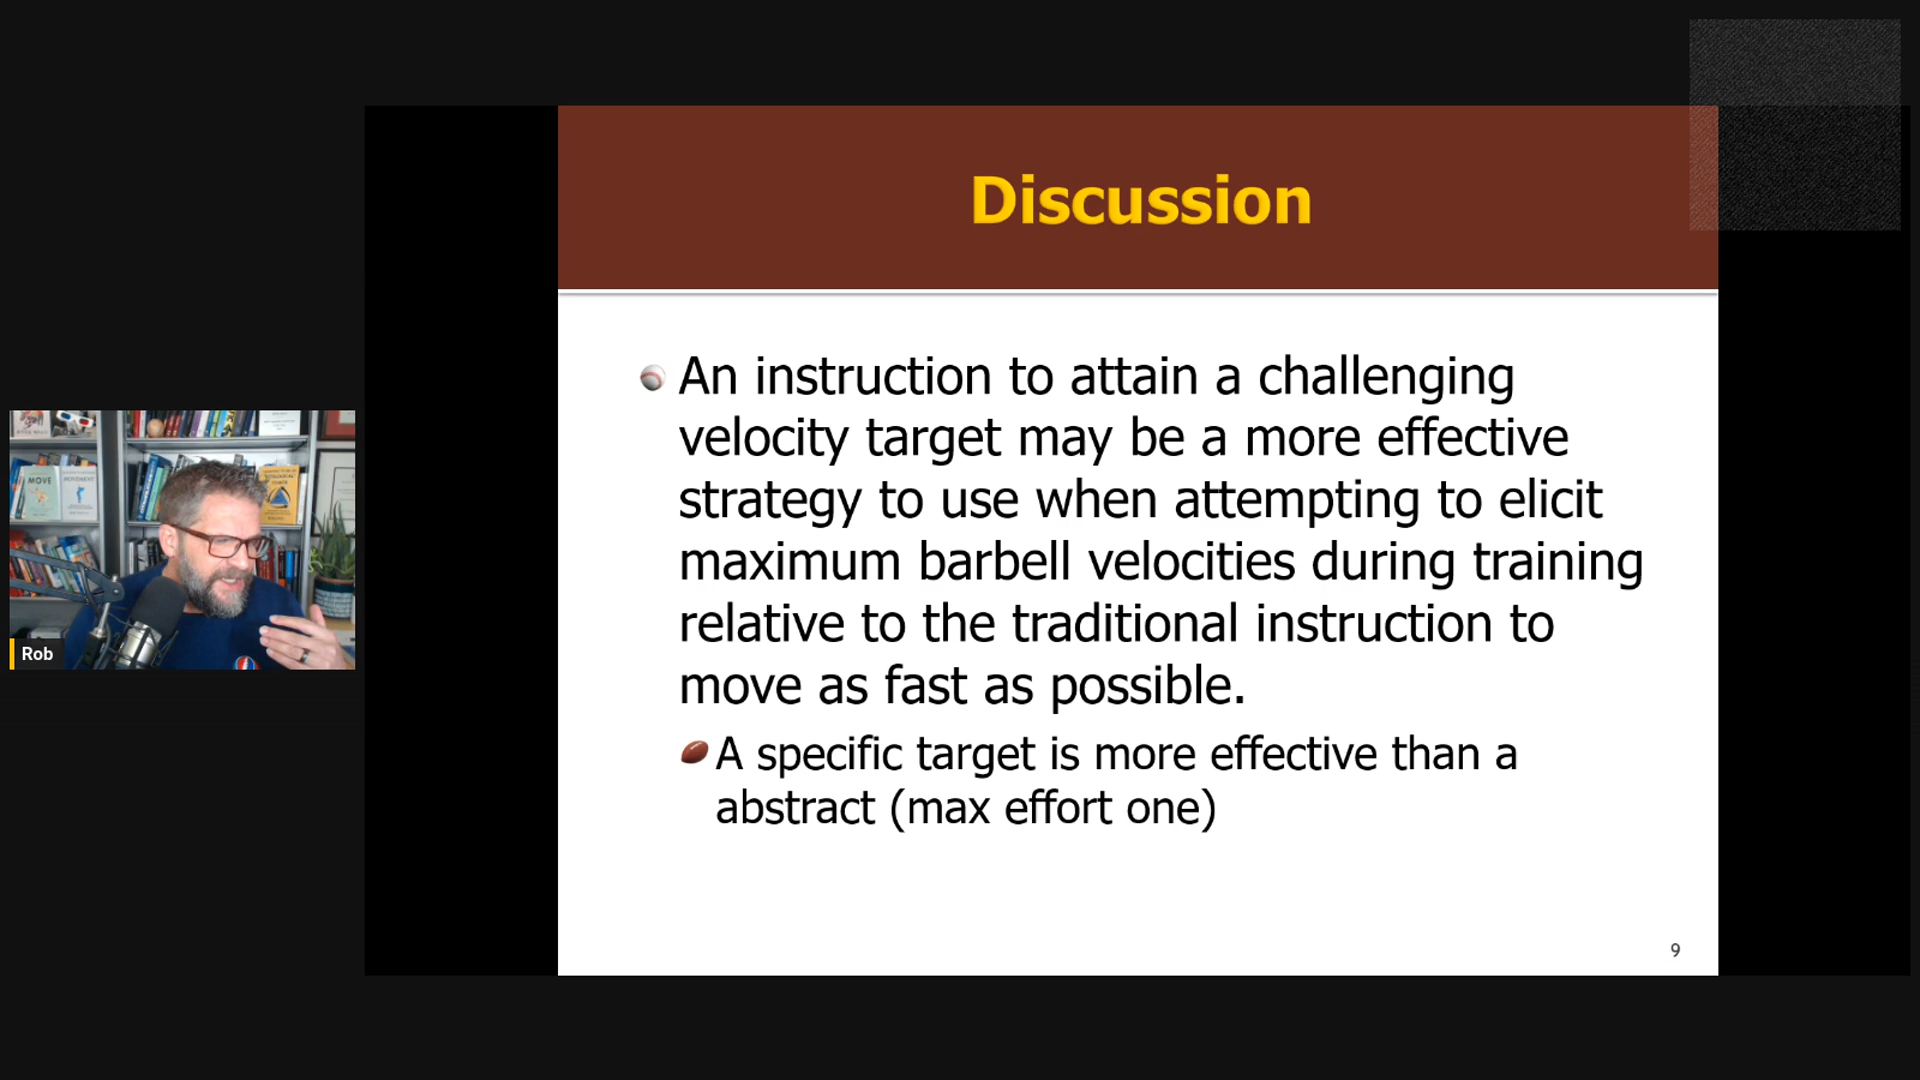 Discussion
An instruction to attain a challenging
velocity target may be a more effective
strategy to use when attempting to elicit
maximum barbell velocities during training
relative to the traditional instruction to
move as fast as possible.
A specific target is more effective than a
abstract (max effort one)
9
MOVE
Rob